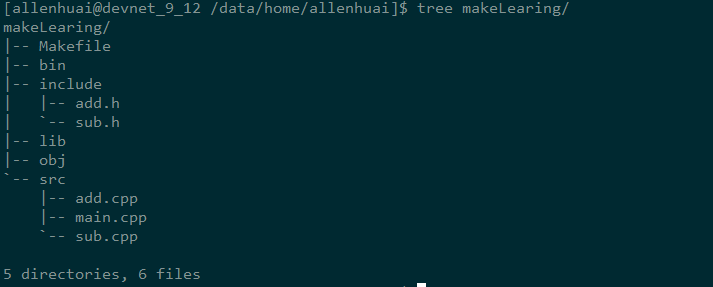 [allenhuai@devnet_9_12 /data/home/allenhuai]$ tree makeLearing/
makeLearing/
|-- Makefile
|-- bin
|-- include
|   |-- add.h
|   `-- sub.h
|-- lib
|-- obj
`-- src
    |-- add.cpp
    |-- main.cpp
    `-- sub.cpp

5 directories, 6 files